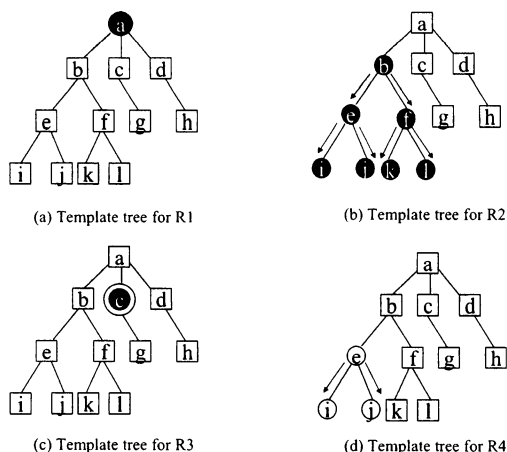 a a
b c d b c d
e f g h e f g h
i j k l i j k l
(a) Template tree for R1 (b) Template tree for R2
a a
b c d b c d
e f g h e f g h
i j k l i j k l
(c) Template tree for R3 (d) Template tree for R4